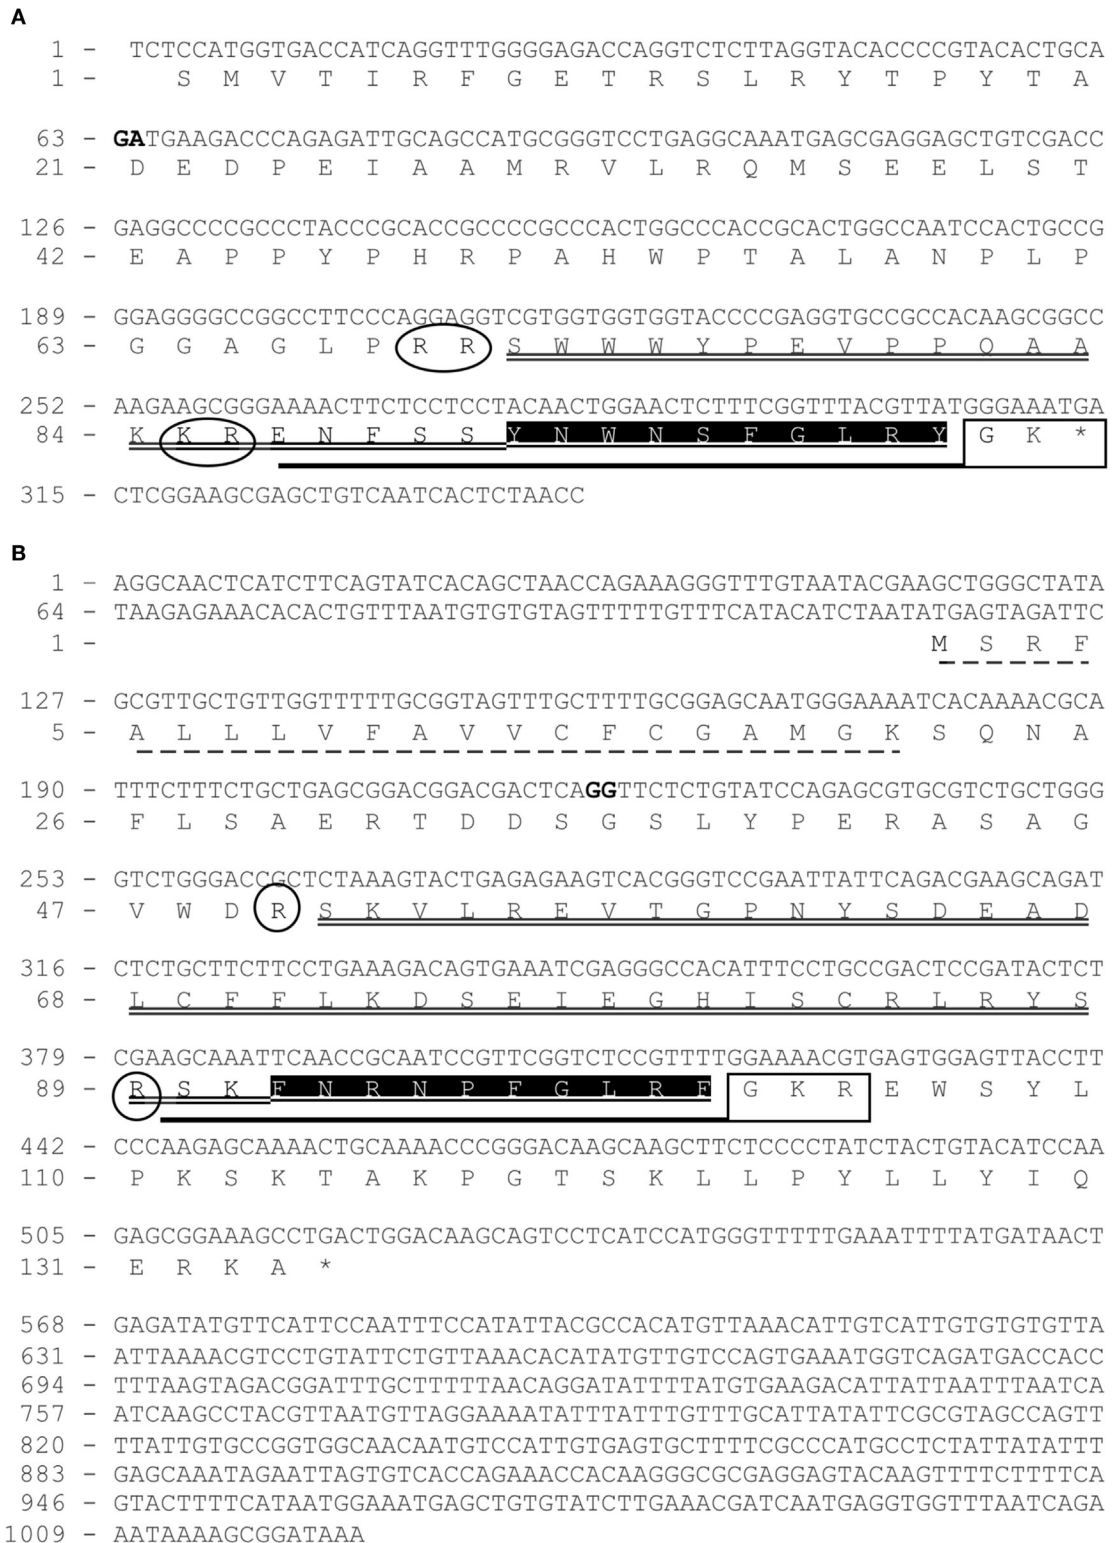 A
1 - TCTCCATGGTGACCATCAGGTTTGGGGAGACCAGGTCTCTTAGGTACACCCCGTACACTGCA
1 - S M V T I R F G E T R S L R Y T P Y T A
63 - GATGAAGACCCAGAGATTGCAGCCATGCGGGTCCTGAGGCAAATGAGCGAGGAGCTGTCGACC
21 - D E D P E I A A M R V L R Q M S E E L S T
126 - GAGGCCCCGCCCTACCCGCACCGCCCCGCCCACTGGCCCACCGCACTGGCCAATCCACTGCCG
42 - E A P P Y P H R P A H W P T A L A N P L P
189 - GGAGGGGCCGGCCTTCCCAGGAGGTCGTGGTGGTGGTACCCCGAGGTGCCGCCACAAGCGGCC
63 - G G A G L P R R S W W W Y P E V P P Q A A
252 - AAGAAGCGGGAAAACTTCTCCTCCTACAACTGGAACTCTTTCGGTTTACGTTATGGGAAATGA
84 - K K R E N F S S Y N W N S F G L R Y G K *
315 - CTCGGAAGCGAGCTGTCAATCACTCTAACC
B
1 - AGGCAACTCATCTTCAGTATCACAGCTAACCAGAAAGGGTTTGTAATACGAAGCTGGGCTATA
64 - TAAGAGAAACACACTGTTTAATGTGTGTAGTTTTTGTTTCATACATCTAATATGAGTAGATTC
1 - M S R F
127 - GCGTTGCTGTTGGTTTTTGCGGTAGTTTGCTTTTGCGGAGCAATGGGAAAATCACAAAACGCA
5 - A L L L V F A V V C F C G A M G K S Q N A
190 - TTTCTTTCTGCTGAGCGGACGGACGACTCAGGTTCTCTGTATCCAGAGCGTGCGTCTGCTGGG
26 - F L S A E R T D D S G S L Y P E R A S A G
253 - GTCTGGGACCGCTCTAAAGTACTGAGAGAAGTCACGGGTCCGAATTATTCAGACGAAGCAGAT
47 - V W D R S K V L R E V T G P N Y S D E A D
316 - CTCTGCTTCTTCCTGAAAGACAGTGAAATCGAGGGCCACATTTCCTGCCGACTCCGATACTCT
68 - L C F F L K D S E I E G H I S C R L R Y S
379 - CGAAGCAAATTCAACCGCAATCCGTTCGGTCTCCGTTTTGGAAAACGTGAGTGGAGTTACCTT
89 - R S K F N R N P F G L R F G K R E W S Y L
442 - CCCAAGAGCAAAACTGCAAAACCCGGGACAAGCAAGCTTCTCCCCTATCTACTGTACATCCAA
110 - P K S K T A K P G T S K L L P Y L L Y I Q
505 - GAGCGGAAAGCCTGACTGGACAAGCAGTCCTCATCCATGGGTTTTTGAAATTTTATGATAACT
131 - E R K A *
568 - GAGATATGTTCATTCCAATTTCCATATTACGCCACATGTTAAACATTGTCATTGTGTGTGTTA
631 - ATTAAAACGTCCTGTATTCTGTTAAACACATATGTTGTCCAGTGAAATGGTCAGATGACCACC
694 - TTTAAGTAGACGGATTTGCTTTTTAACAGGATATTTTATGTGAAGACATTATTAATTTAATCA
757 - ATCAAGCCTACGTTAATGTTAGGAAAATATTTATTTGTTTGCATTATATTCGCGTAGCCAGTT
820 - TTATTGTGCCGGTGGCAACAATGTCCATTGTGAGTGCTTTTCGCCCATGCCTCTATTATATTT
883 - GAGCAAATAGAATTAGTGTCACCAGAAACCACAAGGGCGCGAGGAGTACAAGTTTTCTTTTCA
946 - GTACTTTTCATAATGGAAATGAGCTGTGTATCTTGAAACGATCAATGAGGTGGTTTAATCAGA
1009 - AATAAAAGCGGATAAA